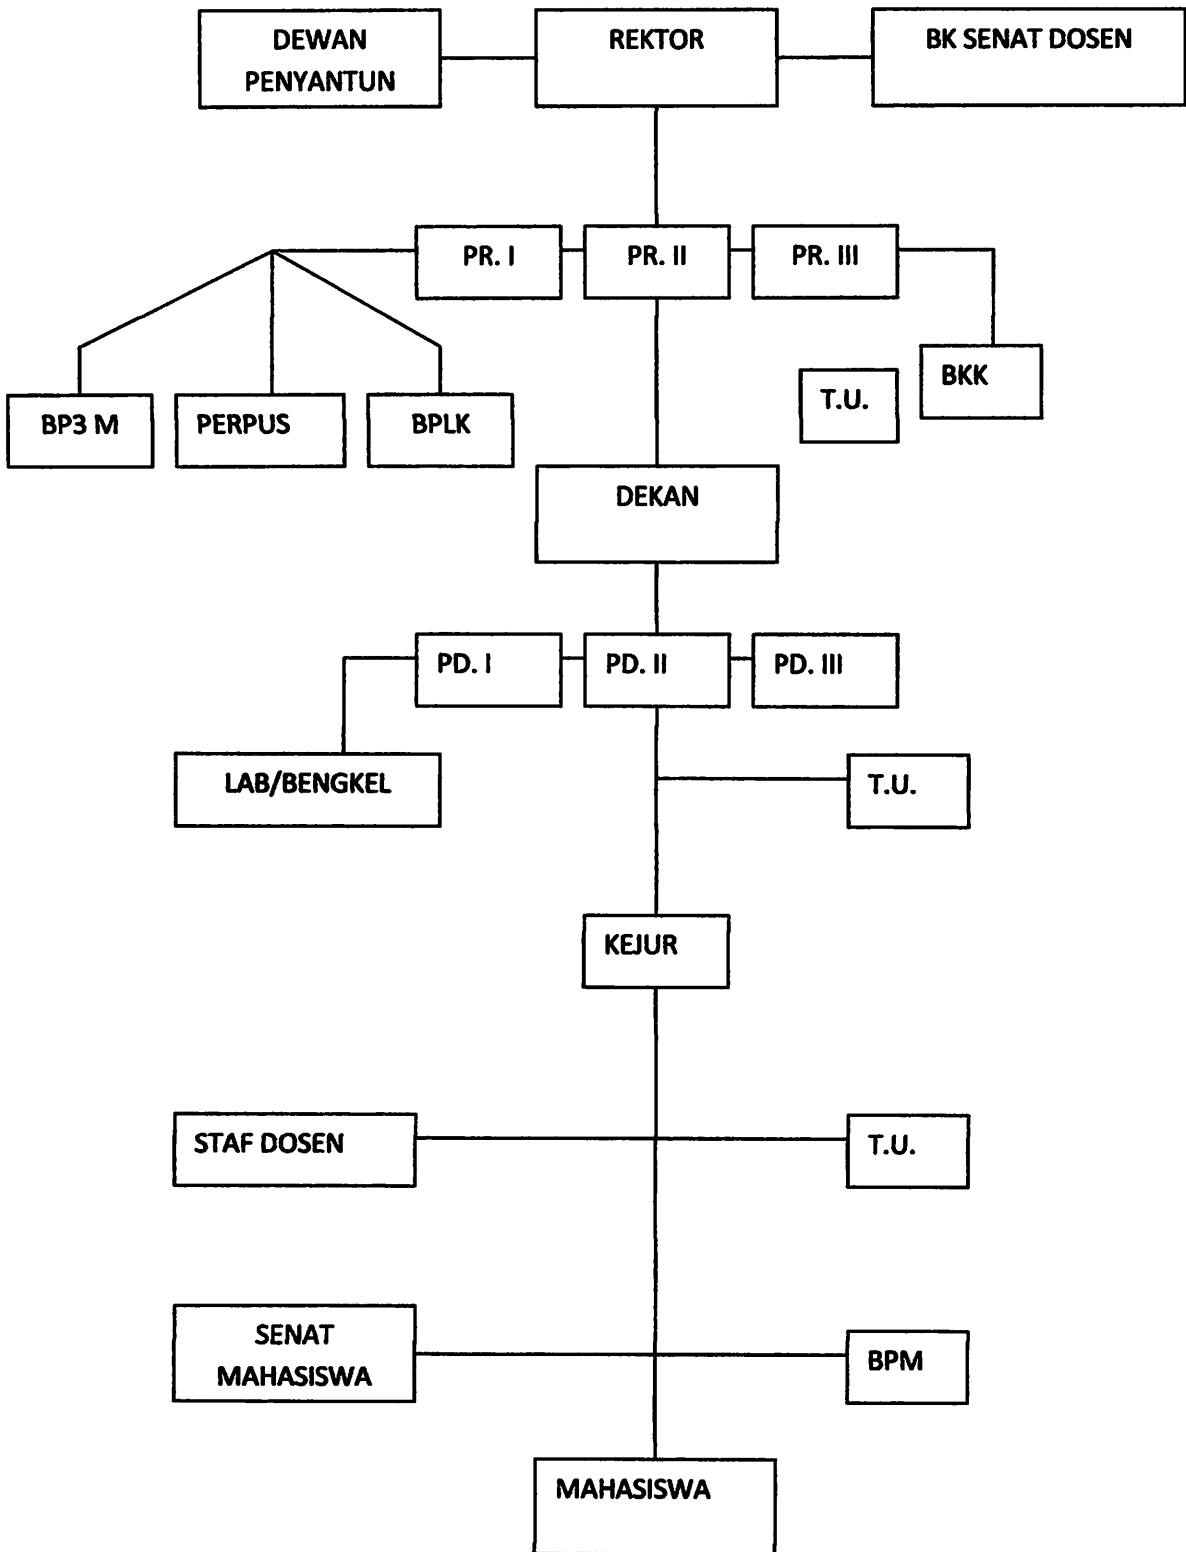 DEWAN
PENYANTUN
REKTOR
BK SENAT DOSEN
PR. I
PR. II
PR. III
BP3 M
PERPUS
BPLK
T.U.
BKK
DEKAN
PD. I
PD. II
PD. III
LAB/BENGKEL
T.U.
KEJUR
STAF DOSEN
T.U.
SENAT
MAHASISWA
BPM
MAHASISWA